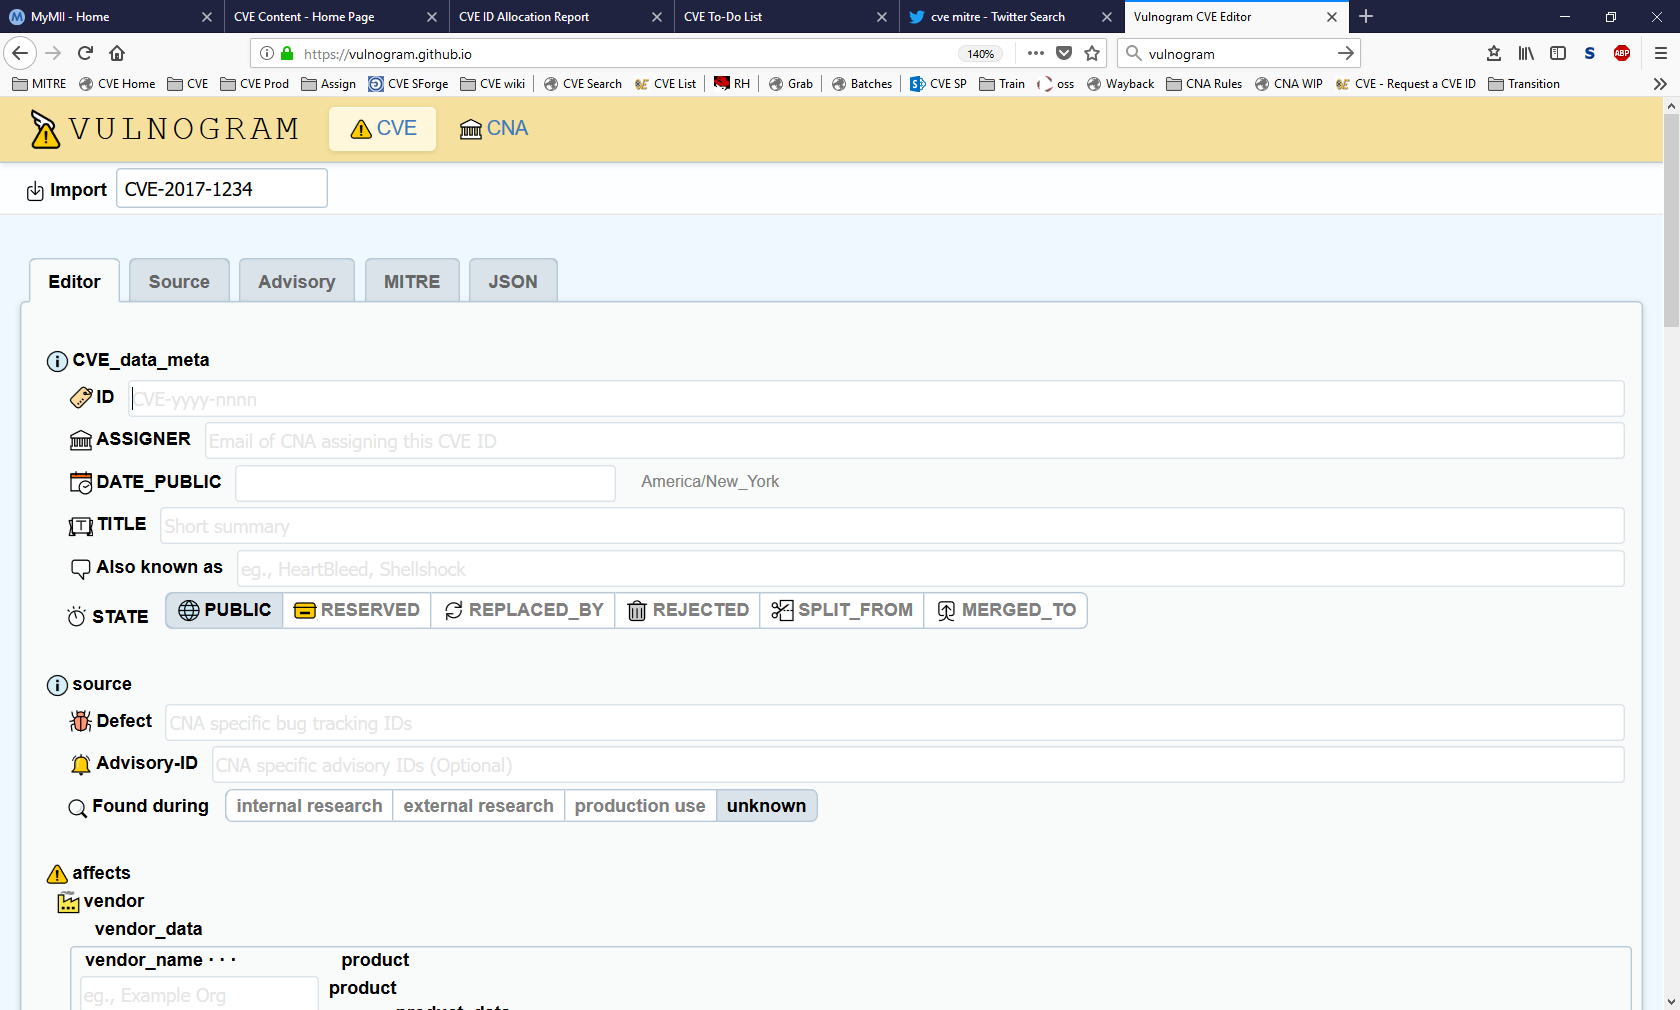 MyMII - Home
CVE Content - Home Page
CVE ID Allocation Report
CVE To-Do List
cve mitre - Twitter Search
Vulnogram CVE Editor
https://vulnogram.github.io
140%
vulnogram
MITRE CVE Home CVE CVE Prod Assign CVE SForge CVE wiki CVE Search CVE List RH Grab Batches CVE SP Train oss Wayback CNA Rules CNA WIP CVE - Request a CVE ID Transition
VULNOGRAM CVE CNA
Import CVE-2017-1234
Editor Source Advisory MITRE JSON
CVE_data_meta
ID CVE-yyyy-nnnn
ASSIGNER Email of CNA assigning this CVE ID
DATE_PUBLIC America/New_York
TITLE Short summary
Also known as eg., HeartBleed, Shellshock
STATE PUBLIC RESERVED REPLACED_BY REJECTED SPLIT_FROM MERGED_TO
source
Defect CNA specific bug tracking IDs
Advisory-ID CNA specific advisory IDs (Optional)
Found during internal research external research production use unknown
affects
vendor
vendor_data
vendor_name · · · product
eg., Example Org product
product_data